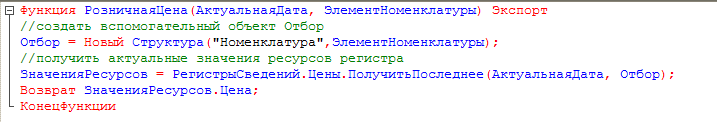 Функция РозничнаяЦена(АктуальнаяДата, ЭлементНоменклатуры) Экспорт
//создать вспомогательный объект Отбор
Отбор = Новый Структура("Номенклатура",ЭлементНоменклатуры);
//получить актуальные значения ресурсов регистра
ЗначенияРесурсов = РегистрыСведений.Цены.ПолучитьПоследнее(АктуальнаяДата, Отбор);
Возврат ЗначенияРесурсов.Цена;
Конецфункции